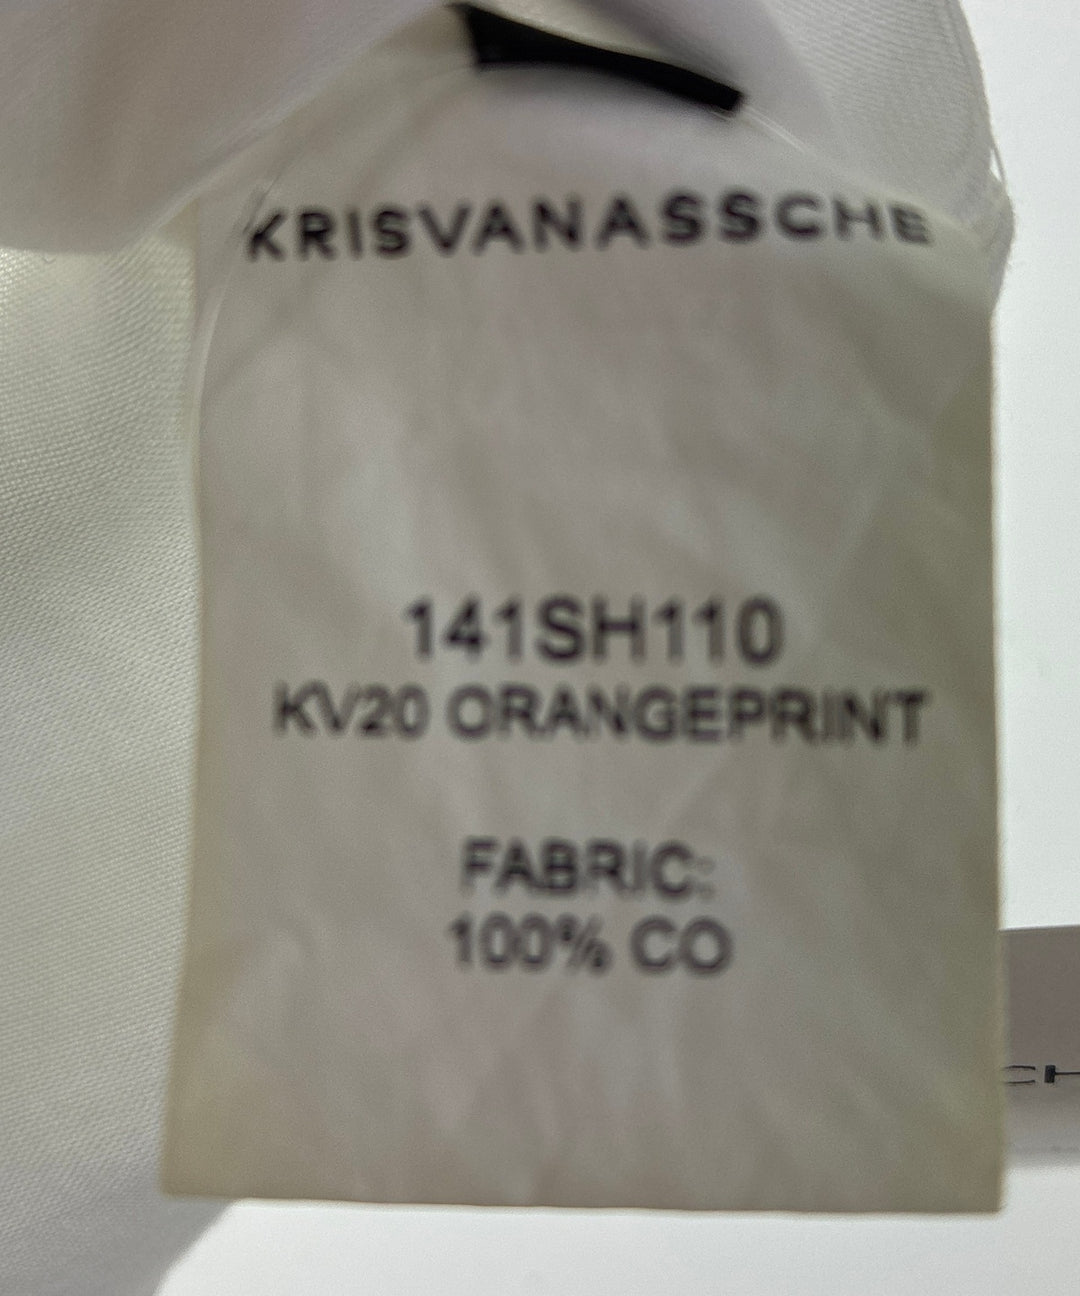 KRISVANASSCHE
141SH110
KV20 ORANGEPRINT
FABRIC:
100% CO